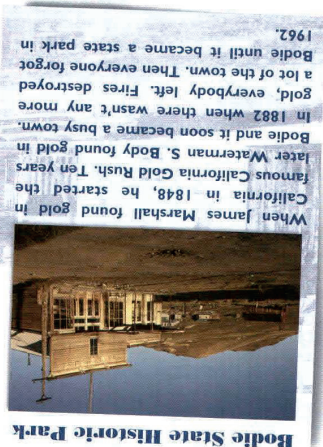 Bodie State Historic Park
When James Marshall found gold in
California in 1848, he started the
famous California Gold Rush. Ten years
later Waterman S. Body found gold in
Bodie and it soon became a busy town.
In 1882 when there wasn't any more
gold, everybody left. Fires destroyed
a lot of the town. Then everyone forgot
Bodie until it became a state park in
1962.